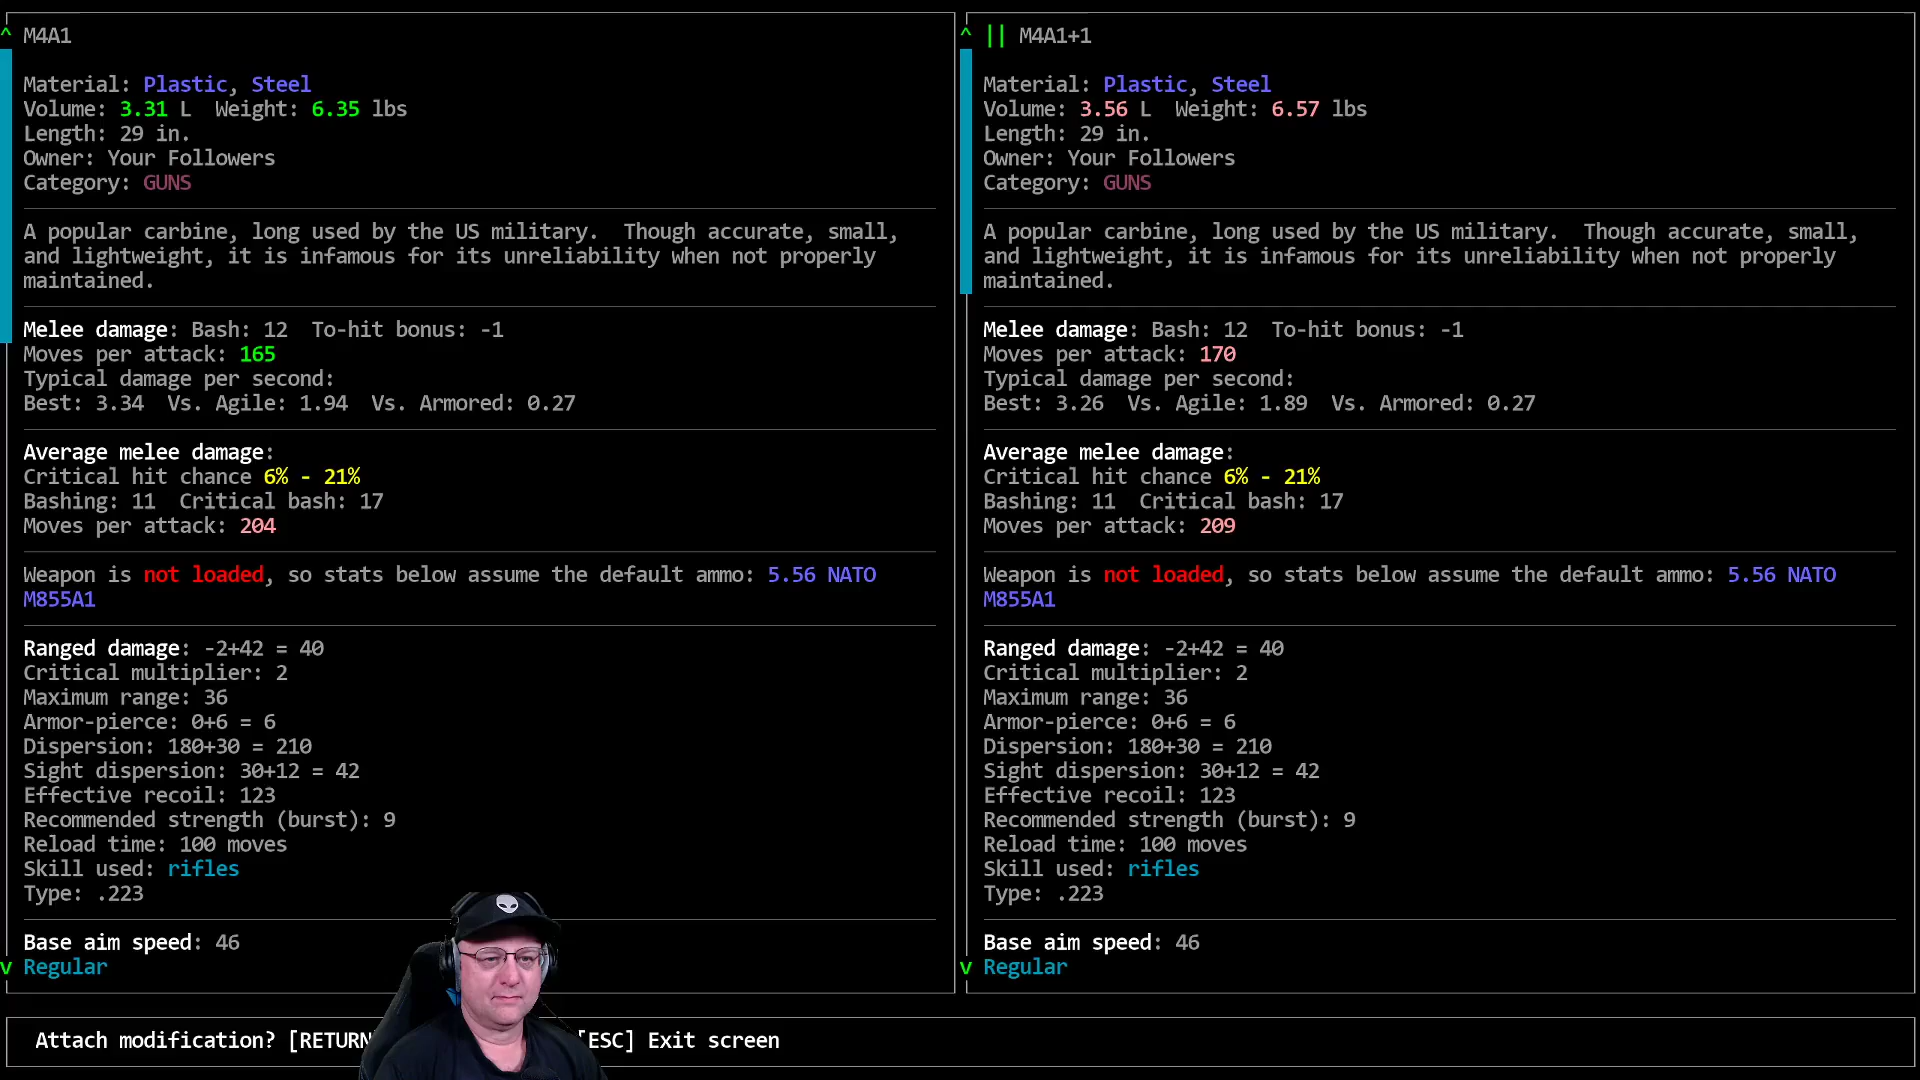 ^ M4A1
Material: Plastic, Steel
Volume: 3.31 L  Weight: 6.35 lbs
Length: 29 in.
Owner: Your Followers
Category: GUNS
A popular carbine, long used by the US military.  Though accurate, small,
and lightweight, it is infamous for its unreliability when not properly
maintained.
Melee damage: Bash: 12  To-hit bonus: -1
Moves per attack: 165
Typical damage per second:
Best: 3.34  Vs. Agile: 1.94  Vs. Armored: 0.27
Average melee damage:
Critical hit chance 6% - 21%
Bashing: 11  Critical bash: 17
Moves per attack: 204
Weapon is not loaded, so stats below assume the default ammo: 5.56 NATO
M855A1
Ranged damage: -2+42 = 40
Critical multiplier: 2
Maximum range: 36
Armor-pierce: 0+6 = 6
Dispersion: 180+30 = 210
Sight dispersion: 30+12 = 42
Effective recoil: 123
Recommended strength (burst): 9
Reload time: 100 moves
Skill used: rifles
Type: .223
Base aim speed: 46
v Regular
^ || M4A1+1
Material: Plastic, Steel
Volume: 3.56 L  Weight: 6.57 lbs
Length: 29 in.
Owner: Your Followers
Category: GUNS
A popular carbine, long used by the US military.  Though accurate, small,
and lightweight, it is infamous for its unreliability when not properly
maintained.
Melee damage: Bash: 12  To-hit bonus: -1
Moves per attack: 170
Typical damage per second:
Best: 3.26  Vs. Agile: 1.89  Vs. Armored: 0.27
Average melee damage:
Critical hit chance 6% - 21%
Bashing: 11  Critical bash: 17
Moves per attack: 209
Weapon is not loaded, so stats below assume the default ammo: 5.56 NATO
M855A1
Ranged damage: -2+42 = 40
Critical multiplier: 2
Maximum range: 36
Armor-pierce: 0+6 = 6
Dispersion: 180+30 = 210
Sight dispersion: 30+12 = 42
Effective recoil: 123
Recommended strength (burst): 9
Reload time: 100 moves
Skill used: rifles
Type: .223
Base aim speed: 46
v Regular
Attach modification? [RETURN [ESC] Exit screen